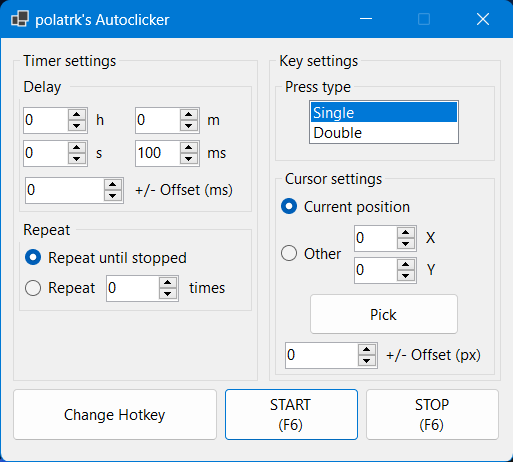 polatrk's Autoclicker
Timer settings
Delay
0 h 0 m
0 s 100 ms
0 +/- Offset (ms)
Repeat
Repeat until stopped
Repeat 0 times
Key settings
Press type
Single
Double
Cursor settings
Current position
Other
0 X
0 Y
Pick
0 +/- Offset (px)
Change Hotkey
START
(F6)
STOP
(F6)